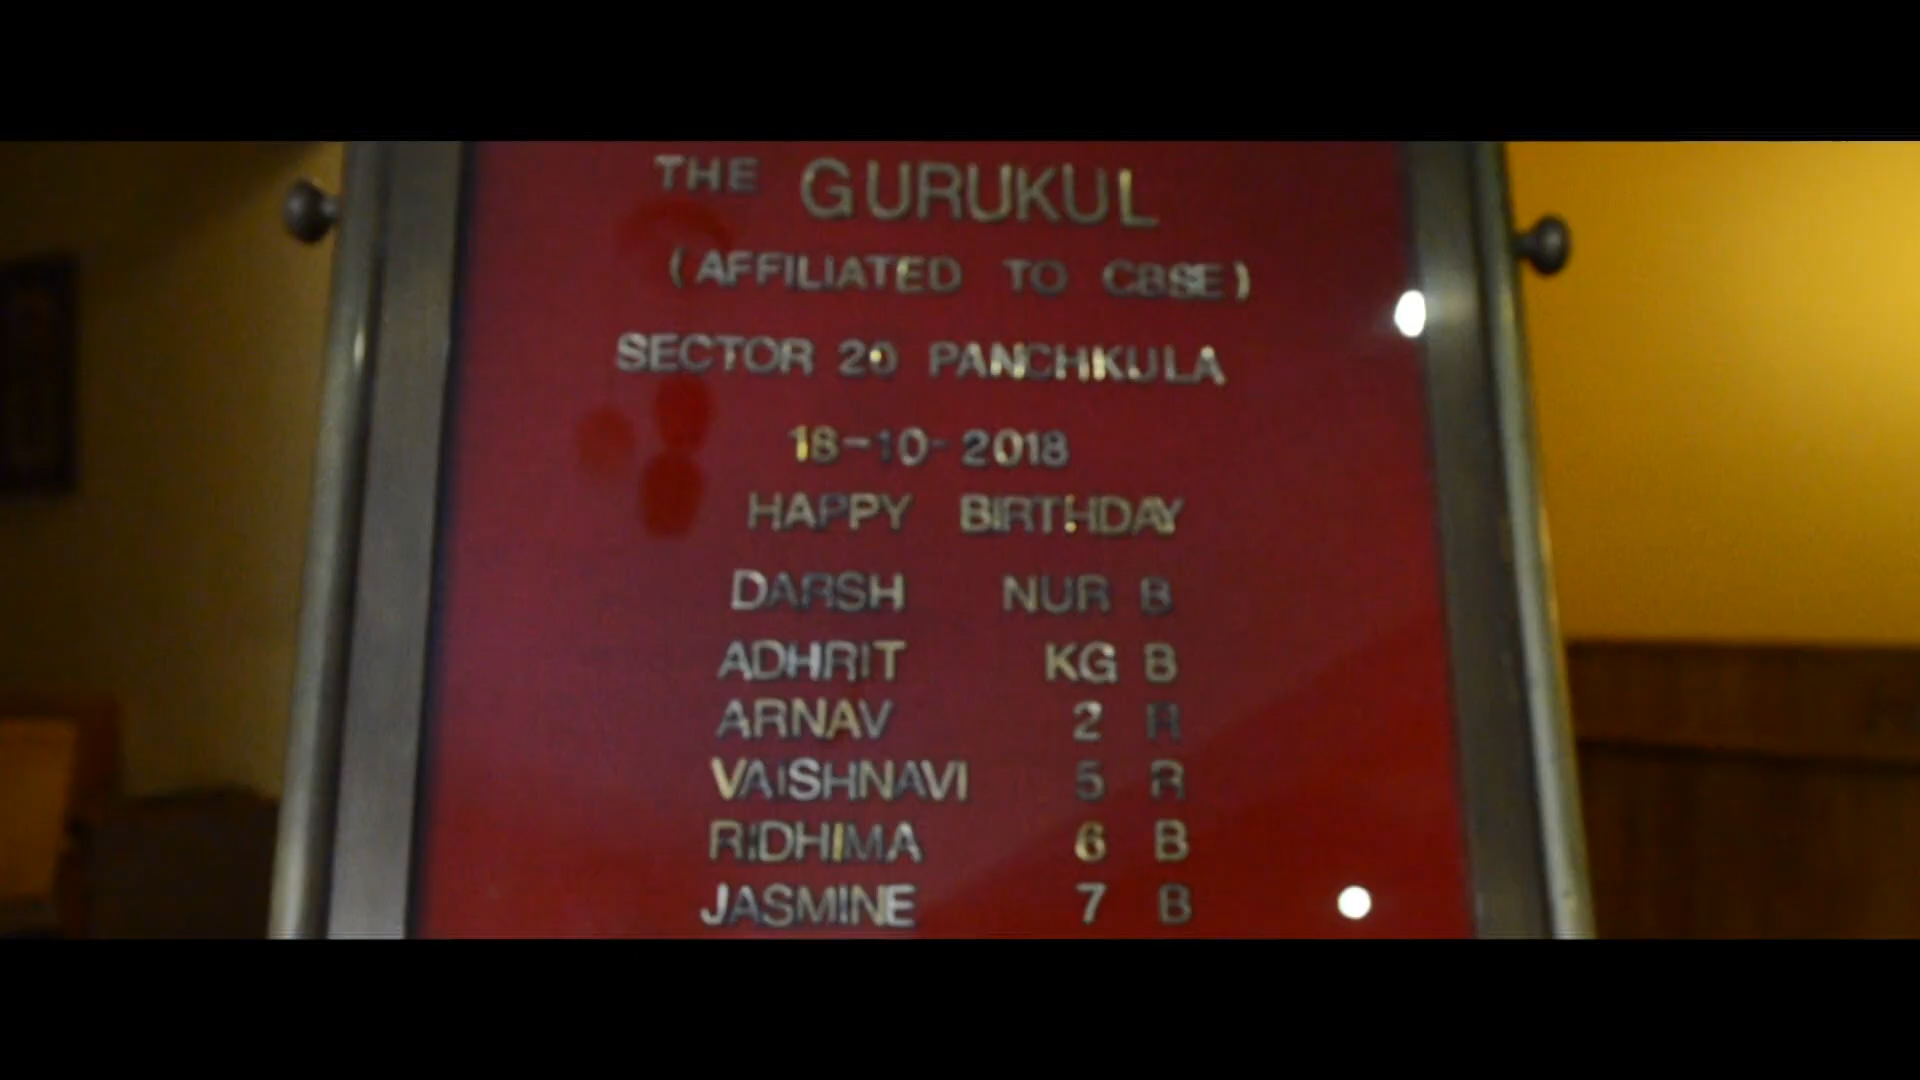 THE GURUKUL
(AFFILIATED TO CBSE)
SECTOR 20 PANCHKULA
18-10-2018
HAPPY BIRTHDAY
DARSH NUR B
ADHRIT KG B
ARNAV 2 R
VAISHNAVI 5 R
RIDHIMA 6 B
JASMINE 7 B